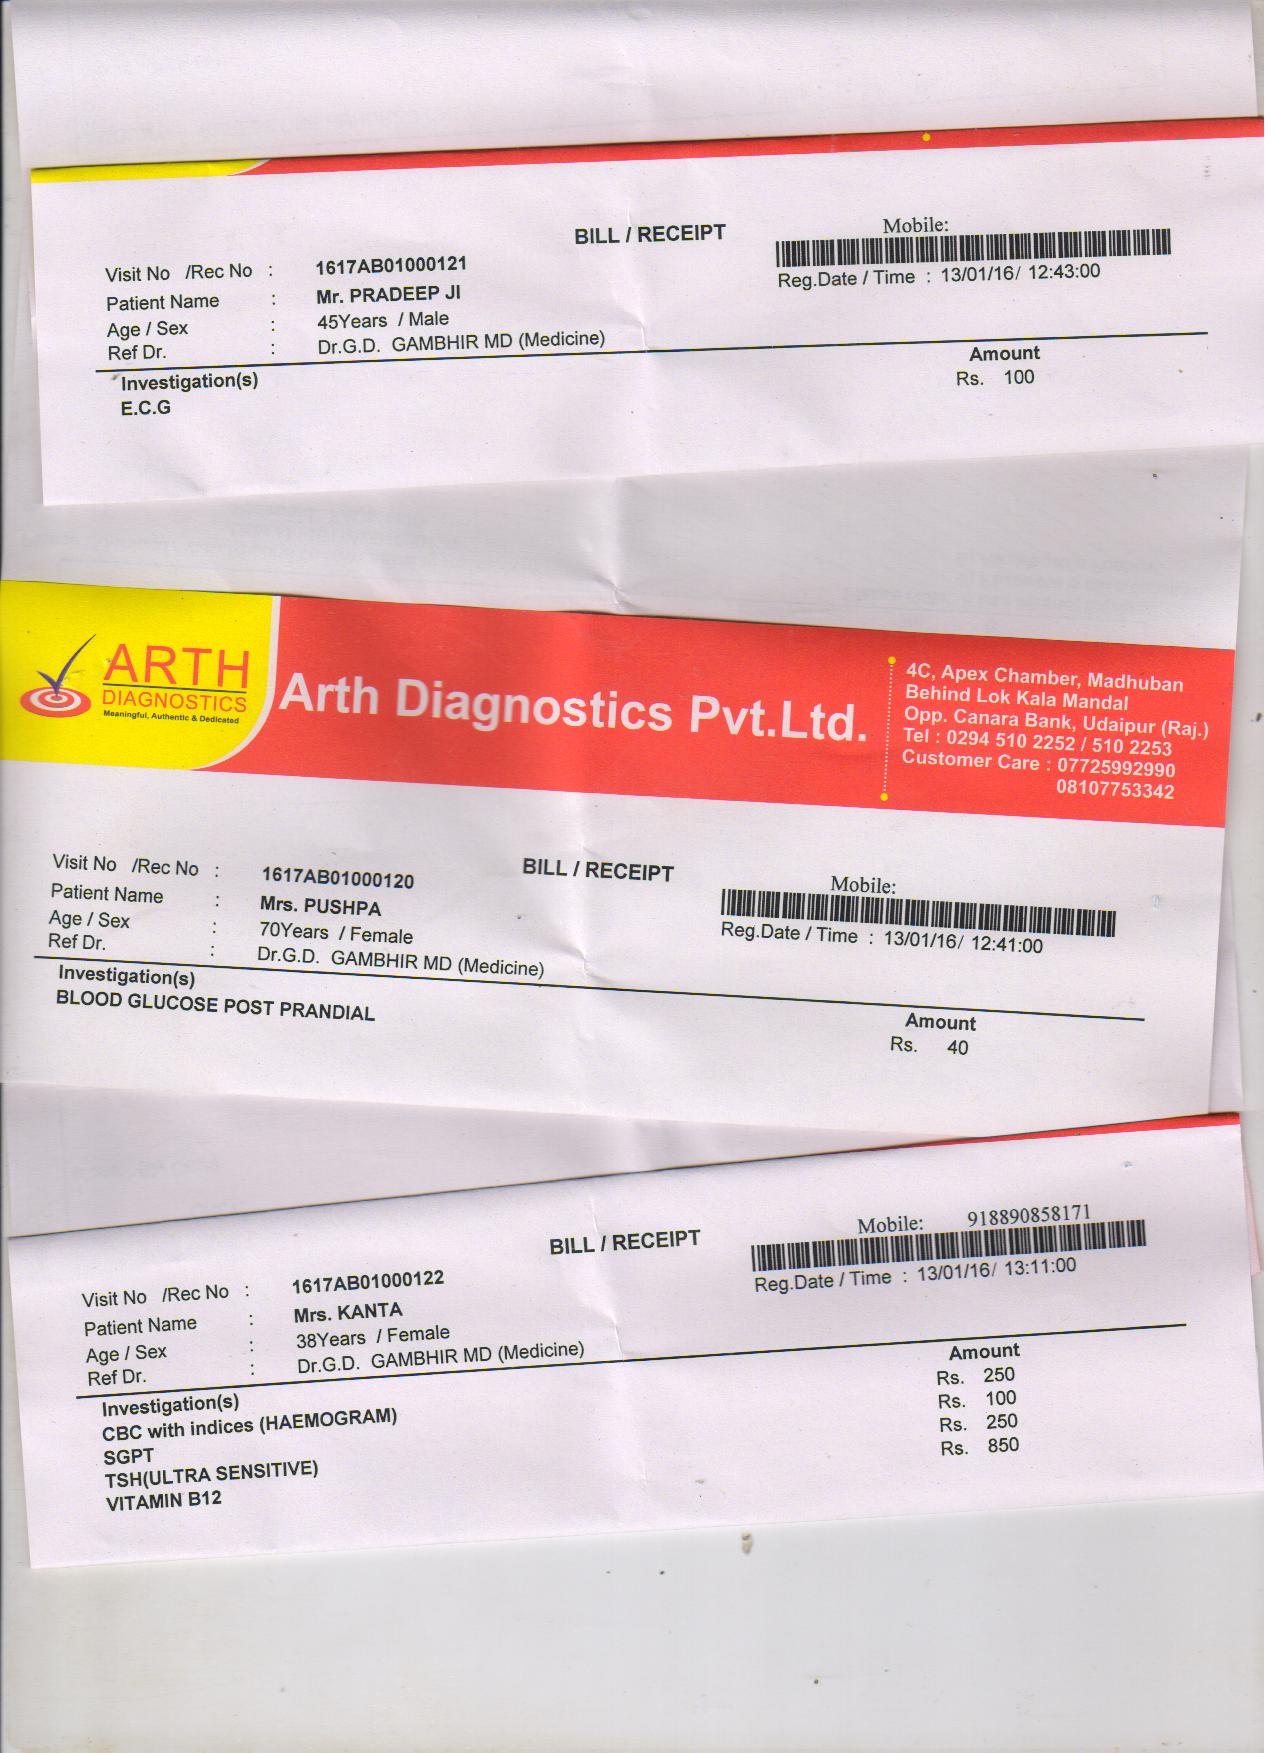 BILL / RECEIPT
Mobile:
Visit No /Rec No : 1617AB01000121
Reg.Date / Time : 13/01/16/ 12:43:00
Patient Name : Mr. PRADEEP JI
Age / Sex : 45Years / Male
Ref Dr. : Dr.G.D. GAMBHIR MD (Medicine)
Investigation(s) Amount
E.C.G Rs. 100
ARTH
DIAGNOSTICS
Meaningful, Authentic & Dedicated
Arth Diagnostics Pvt.Ltd.
4C, Apex Chamber, Madhuban
Behind Lok Kala Mandal
Opp. Canara Bank, Udaipur (Raj.)
Tel : 0294 510 2252 / 510 2253
Customer Care : 07725992990
08107753342
BILL / RECEIPT
Mobile:
Visit No /Rec No : 1617AB01000120
Reg.Date / Time : 13/01/16/ 12:41:00
Patient Name : Mrs. PUSHPA
Age / Sex : 70Years / Female
Ref Dr. : Dr.G.D. GAMBHIR MD (Medicine)
Investigation(s) Amount
BLOOD GLUCOSE POST PRANDIAL Rs. 40
BILL / RECEIPT
Mobile: 918890858171
Visit No /Rec No : 1617AB01000122
Reg.Date / Time : 13/01/16/ 13:11:00
Patient Name : Mrs. KANTA
Age / Sex : 38Years / Female
Ref Dr. : Dr.G.D. GAMBHIR MD (Medicine)
Investigation(s) Amount
CBC with indices (HAEMOGRAM) Rs. 250
SGPT Rs. 100
TSH(ULTRA SENSITIVE) Rs. 250
VITAMIN B12 Rs. 850